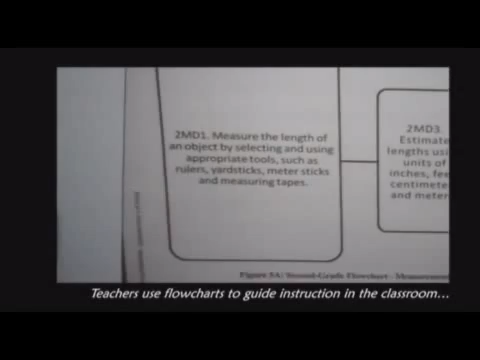 2MD1. Measure the length of
an object by selecting and using
appropriate tools, such as
rulers, yardsticks, meter sticks
and measuring tapes.
2MD3.
Estimate
lengths usi
units of
inches, fee
centimete
and meter
Figure 5A: Second-Grade Flowchart - Measurement
Teachers use flowcharts to guide instruction in the classroom...